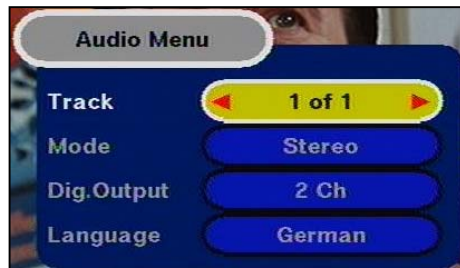 Audio Menu
Track 1 of 1
Mode Stereo
Dig.Output 2 Ch
Language German